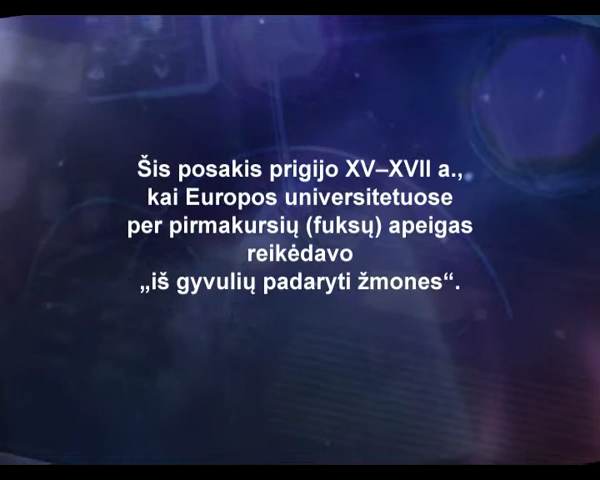 Šis posakis prigijo XV–XVII a.,
kai Europos universitetuose
per pirmakursių (fuksų) apeigas
reikėdavo
„iš gyvulių padaryti žmones“.